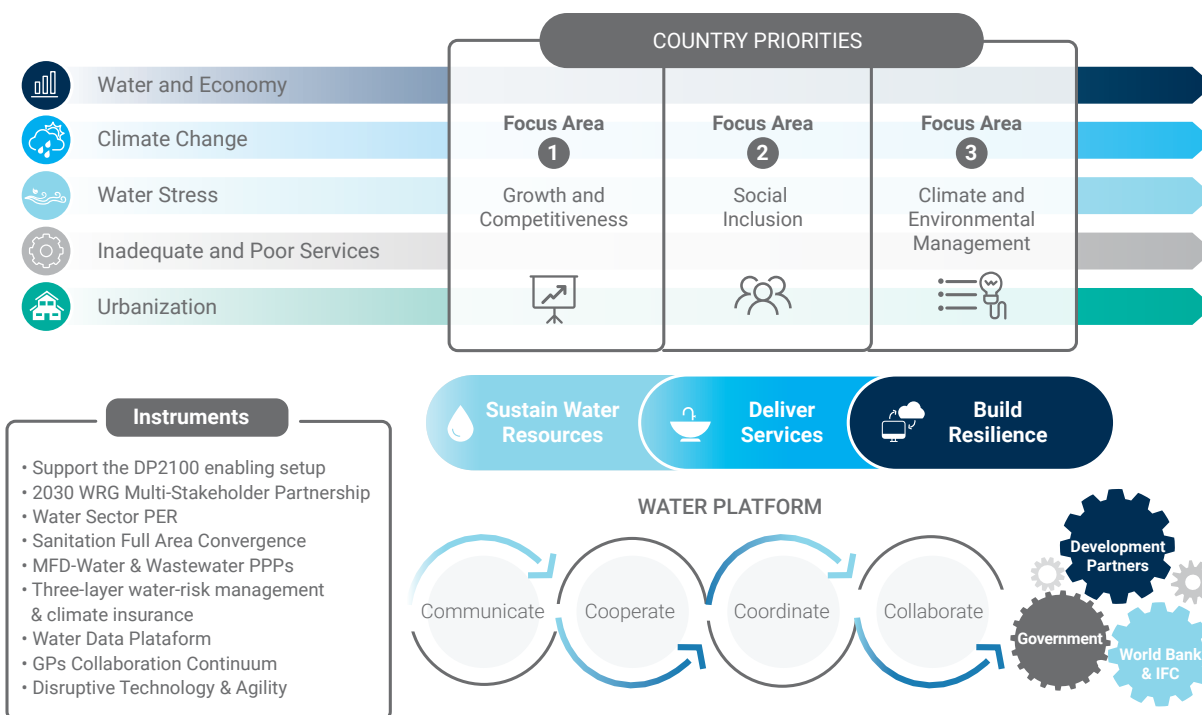 COUNTRY PRIORITIES
Water and Economy
Climate Change
Water Stress
Inadequate and Poor Services
Urbanization
Focus Area
1
Growth and
Competitiveness
Focus Area
2
Social
Inclusion
Focus Area
3
Climate and
Environmental
Management
Sustain Water
Resources
Deliver
Services
Build
Resilience
Instruments
• Support the DP2100 enabling setup
• 2030 WRG Multi-Stakeholder Partnership
• Water Sector PER
• Sanitation Full Area Convergence
• MFD-Water & Wastewater PPPs
• Three-layer water-risk management
& climate insurance
• Water Data Plataform
• GPs Collaboration Continuum
• Disruptive Technology & Agility
WATER PLATFORM
Communicate
Cooperate
Coordinate
Collaborate
Development
Partners
Government
World Bank
& IFC